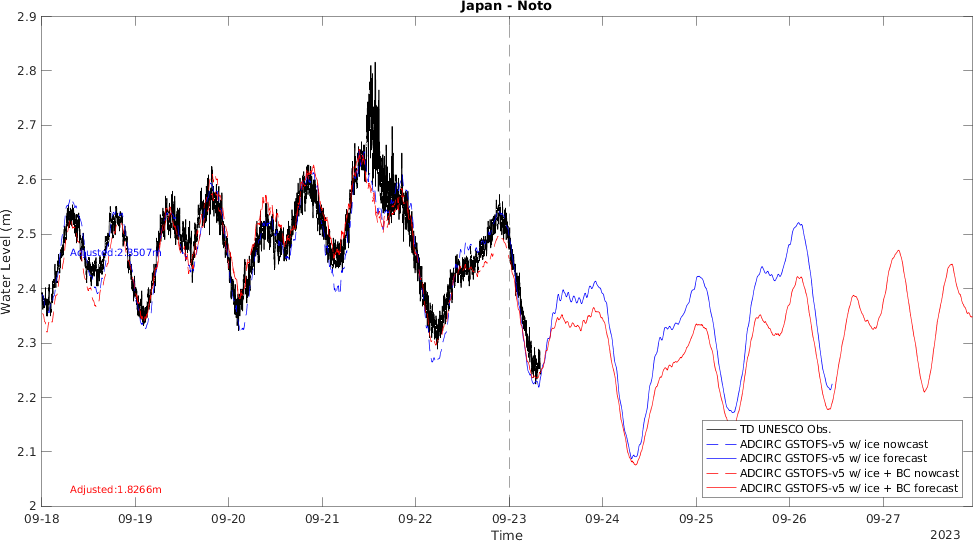 Japan - Noto
2.9
2.8
2.7
2.6
2.5
2.4
2.3
2.2
2.1
2
Water Level (m)
Adjusted:2.3507m
Adjusted:1.8266m
TD UNESCO Obs.
ADCIRC GSTOFS-v5 w/ ice nowcast
ADCIRC GSTOFS-v5 w/ ice forecast
ADCIRC GSTOFS-v5 w/ ice + BC nowcast
ADCIRC GSTOFS-v5 w/ ice + BC forecast
09-18 09-19 09-20 09-21 09-22 09-23 09-24 09-25 09-26 09-27
Time
2023